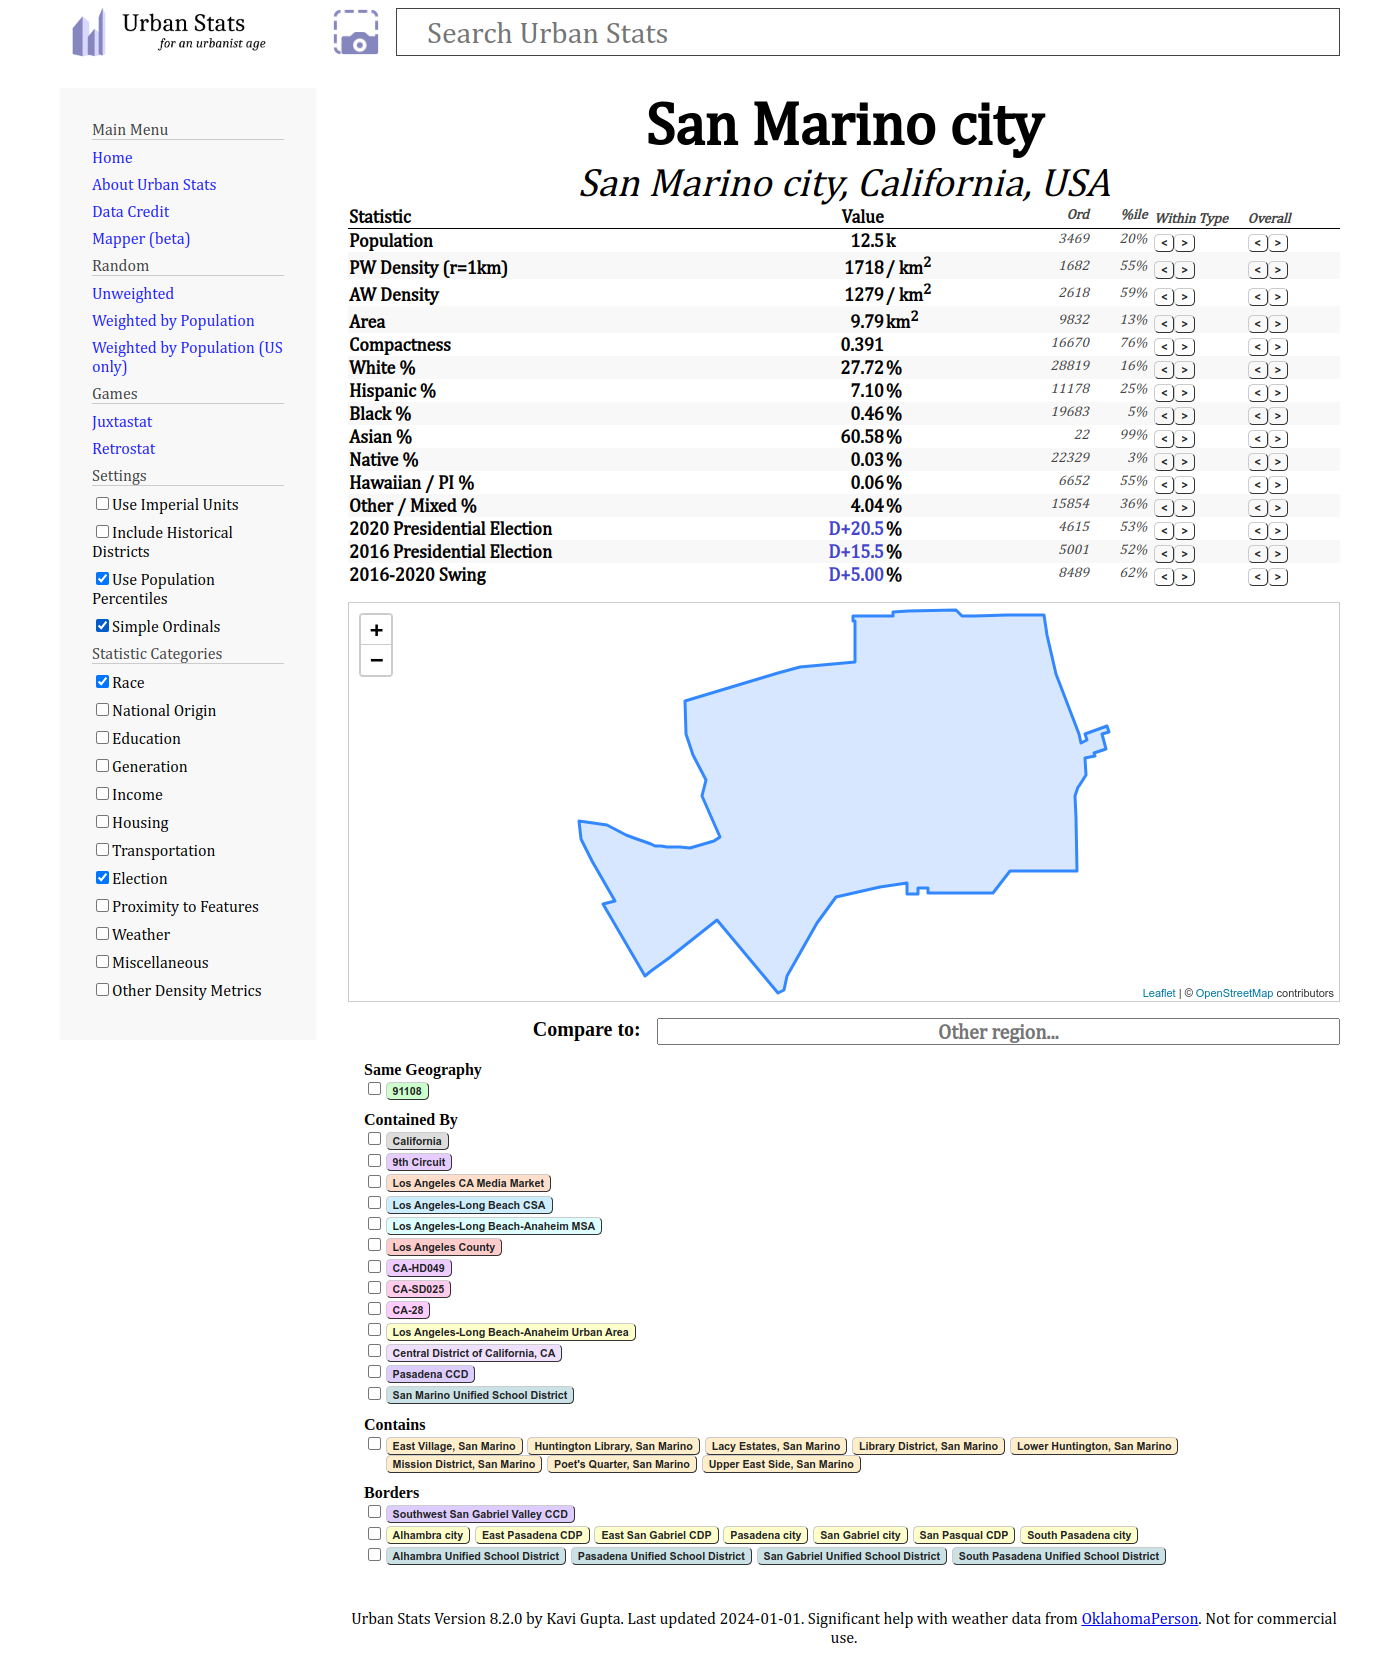 Urban Stats
for an urbanist age
Search Urban Stats
Main Menu
Home
About Urban Stats
Data Credit
Mapper (beta)
Random
Unweighted
Weighted by Population
Weighted by Population (US
only)
Games
Juxtastat
Retrostat
Settings
Use Imperial Units
Include Historical
Districts
Use Population
Percentiles
Simple Ordinals
Statistic Categories
Race
National Origin
Education
Generation
Income
Housing
Transportation
Election
Proximity to Features
Weather
Miscellaneous
Other Density Metrics
San Marino city
San Marino city, California, USA
Statistic Value Ord %ile Within Type Overall
Population 12.5k 3469 20% < > < >
PW Density (r=1km) 1718 / km² 1682 55% < > < >
AW Density 1279 / km² 2618 59% < > < >
Area 9.79 km² 9832 13% < > < >
Compactness 0.391 16670 76% < > < >
White % 27.72% 28819 16% < > < >
Hispanic % 7.10% 11178 25% < > < >
Black % 0.46% 19683 5% < > < >
Asian % 60.58% 22 99% < > < >
Native % 0.03% 22329 3% < > < >
Hawaiian / PI % 0.06% 6652 55% < > < >
Other / Mixed % 4.04% 15854 36% < > < >
2020 Presidential Election D+20.5% 4615 53% < > < >
2016 Presidential Election D+15.5% 5001 52% < > < >
2016-2020 Swing D+5.00% 8489 62% < > < >
+
−
Leaflet | © OpenStreetMap contributors
Compare to: Other region...
Same Geography
91108
Contained By
California
9th Circuit
Los Angeles CA Media Market
Los Angeles-Long Beach CSA
Los Angeles-Long Beach-Anaheim MSA
Los Angeles County
CA-HD049
CA-SD025
CA-28
Los Angeles-Long Beach-Anaheim Urban Area
Central District of California, CA
Pasadena CCD
San Marino Unified School District
Contains
East Village, San Marino Huntington Library, San Marino Lacy Estates, San Marino Library District, San Marino Lower Huntington, San Marino
Mission District, San Marino Poet's Quarter, San Marino Upper East Side, San Marino
Borders
Southwest San Gabriel Valley CCD
Alhambra city East Pasadena CDP East San Gabriel CDP Pasadena city San Gabriel city San Pasqual CDP South Pasadena city
Alhambra Unified School District Pasadena Unified School District San Gabriel Unified School District South Pasadena Unified School District
Urban Stats Version 8.2.0 by Kavi Gupta. Last updated 2024-01-01. Significant help with weather data from OklahomaPerson. Not for commercial
use.